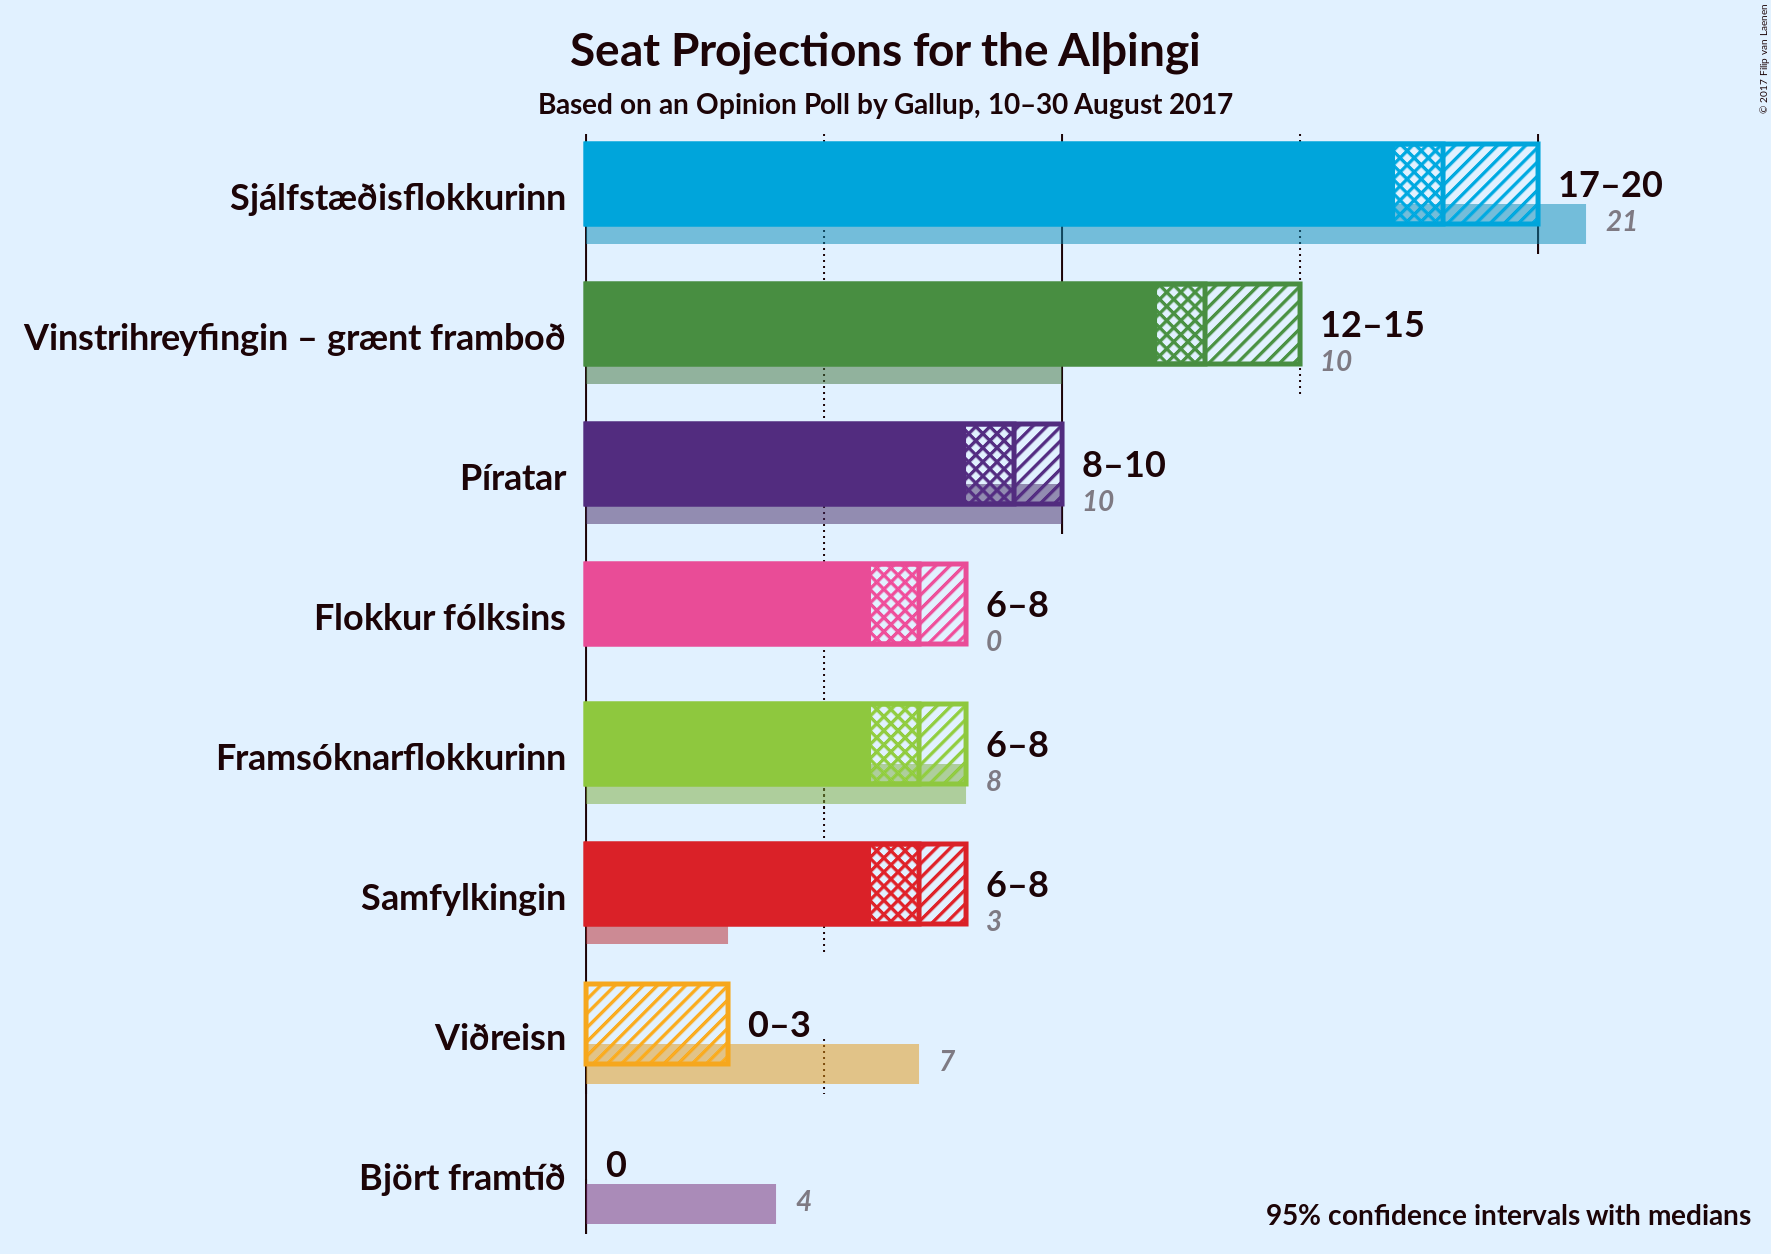 Seat Projections for the Alþingi
Based on an Opinion Poll by Gallup, 10–30 August 2017
© 2017 Filip van Laenen
Sjálfstæðisflokkurinn
17–20
21
Vinstrihreyfingin – grænt framboð
12–15
10
Píratar
8–10
10
Flokkur fólksins
6–8
0
Framsóknarflokkurinn
6–8
8
Samfylkingin
6–8
3
Viðreisn
0–3
7
Björt framtíð
0
4
95% confidence intervals with medians